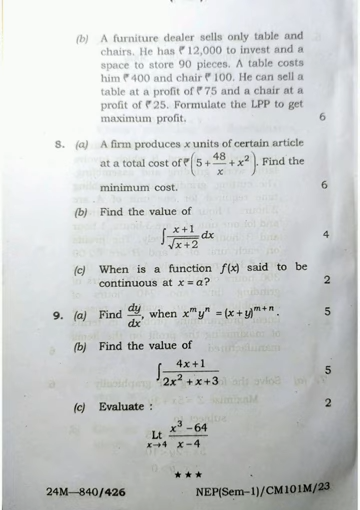 (b) A furniture dealer sells only table and
chairs. He has ₹ 12,000 to invest and a
space to store 90 pieces. A table costs
him ₹ 400 and chair ₹ 100. He can sell a
table at a profit of ₹ 75 and a chair at a
profit of ₹ 25. Formulate the LPP to get
maximum profit. 6
8. (a) A firm produces x units of certain article
at a total cost of ₹ (5 + 48/x + x²). Find the
minimum cost. 6
(b) Find the value of
∫ (x+1)/√(x+2) dx 4
(c) When is a function f(x) said to be
continuous at x = a? 2
9. (a) Find dy/dx, when xᵐyⁿ = (x + y)ᵐ⁺ⁿ. 5
(b) Find the value of
∫ (4x+1)/(2x² + x + 3) 5
(c) Evaluate : 2
Lt x→4 (x³ − 64)/(x − 4)
★ ★ ★
24M—840/426 NEP(Sem-1)/CM101M/23